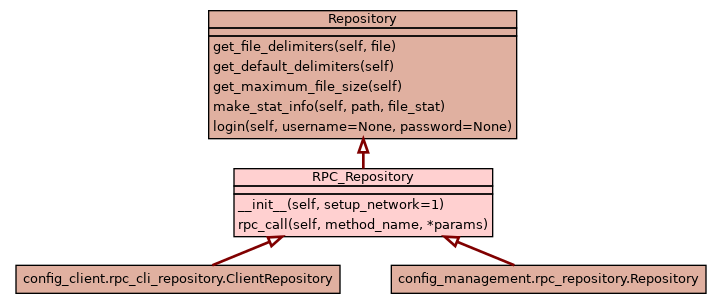 Repository
get_file_delimiters(self, file)
get_default_delimiters(self)
get_maximum_file_size(self)
make_stat_info(self, path, file_stat)
login(self, username=None, password=None)
RPC_Repository
__init__(self, setup_network=1)
rpc_call(self, method_name, *params)
config_client.rpc_cli_repository.ClientRepository
config_management.rpc_repository.Repository